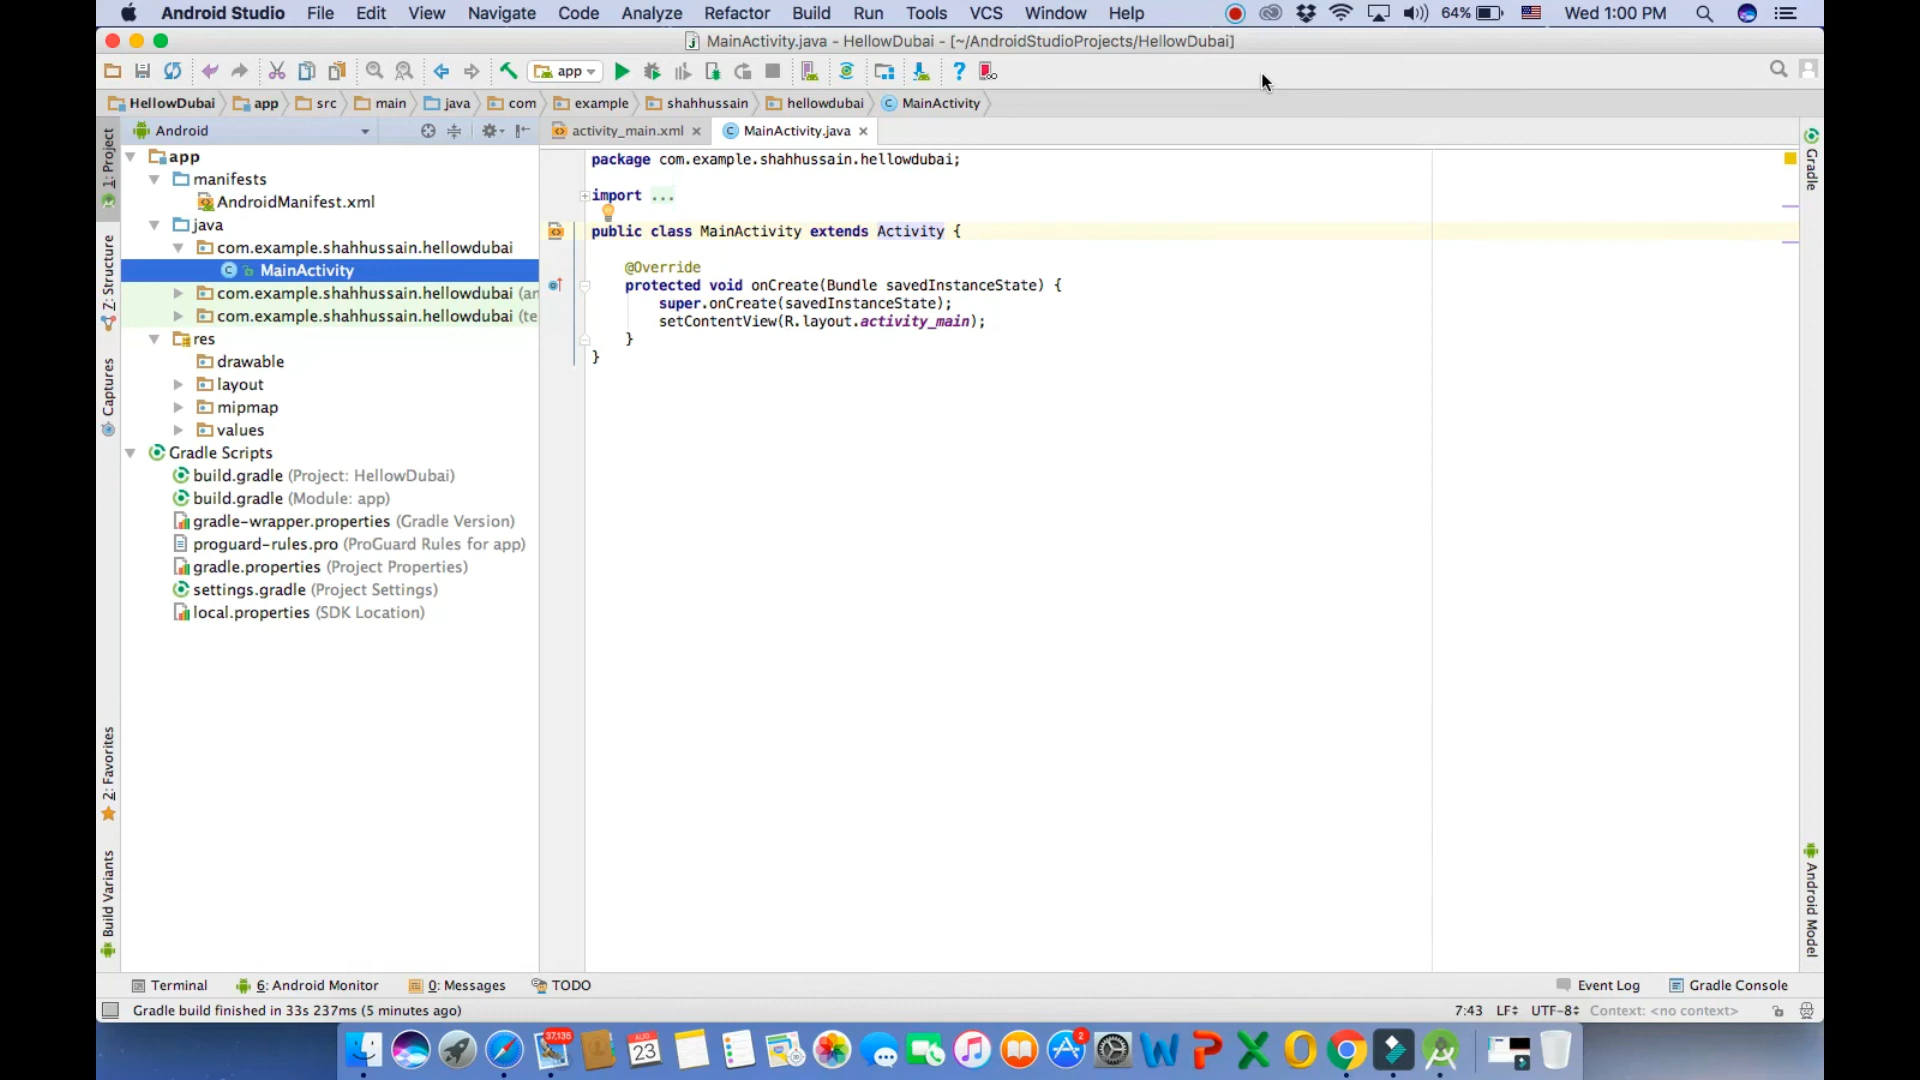 Android Studio File Edit View Navigate Code Analyze Refactor Build Run Tools VCS Window Help 64% Wed 1:00 PM
MainActivity.java - HellowDubai - [~/AndroidStudioProjects/HellowDubai]
app
HellowDubai app src main java com example shahhussain hellowdubai MainActivity
Android
activity_main.xml
MainActivity.java
1: Project
Z: Structure
Captures
2: Favorites
Build Variants
app
manifests
AndroidManifest.xml
java
com.example.shahhussain.hellowdubai
MainActivity
com.example.shahhussain.hellowdubai (an
com.example.shahhussain.hellowdubai (te
res
drawable
layout
mipmap
values
Gradle Scripts
build.gradle (Project: HellowDubai)
build.gradle (Module: app)
gradle-wrapper.properties (Gradle Version)
proguard-rules.pro (ProGuard Rules for app)
gradle.properties (Project Properties)
settings.gradle (Project Settings)
local.properties (SDK Location)
package com.example.shahhussain.hellowdubai;
import ...
public class MainActivity extends Activity {
@Override
protected void onCreate(Bundle savedInstanceState) {
super.onCreate(savedInstanceState);
setContentView(R.layout.activity_main);
}
}
Gradle
Android Model
Terminal 6: Android Monitor 0: Messages TODO Event Log Gradle Console
Gradle build finished in 33s 237ms (5 minutes ago) 7:43 LF UTF-8 Context: <no context>
37,135
AUG
23
2